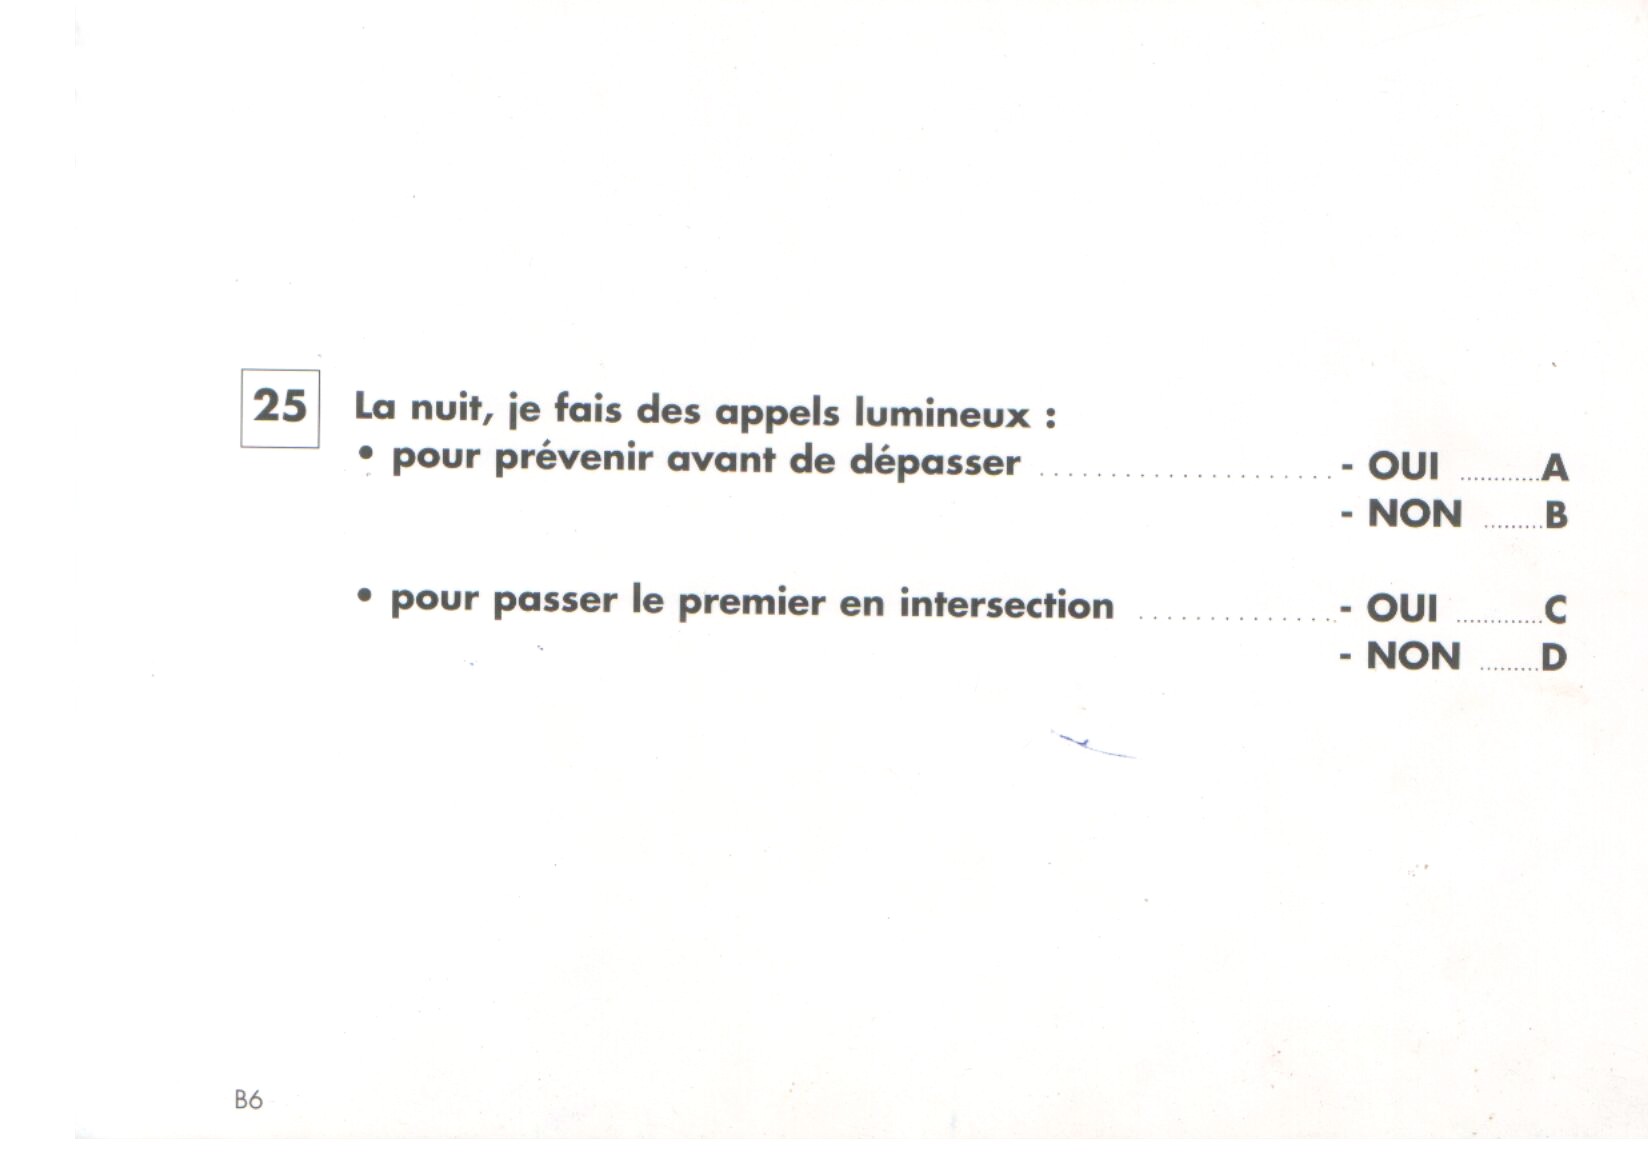 25 La nuit, je fais des appels lumineux :
• pour prévenir avant de dépasser ..................... - OUI ............A
- NON .........B
• pour passer le premier en intersection .............. - OUI .............C
- NON .........D
B6